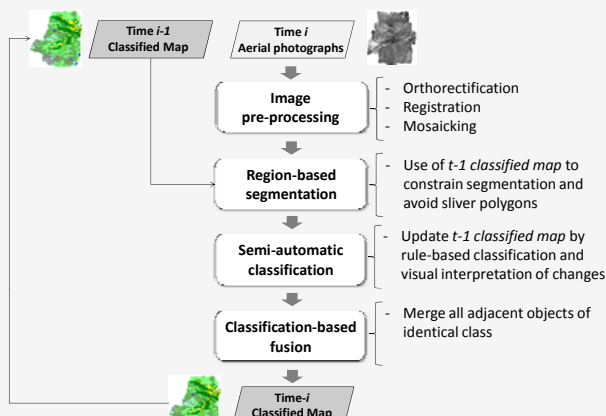 Time i-1
Classified Map
Time i
Aerial photographs
Image
pre-processing
- Orthorectification
- Registration
- Mosaicking
Region-based
segmentation
- Use of t-1 classified map to
constrain segmentation and
avoid sliver polygons
Semi-automatic
classification
- Update t-1 classified map by
rule-based classification and
visual interpretation of changes
Classification-based
fusion
- Merge all adjacent objects of
identical class
Time-i
Classified Map